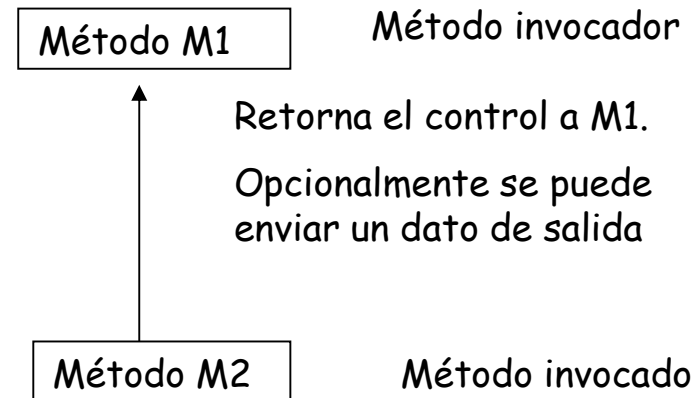 Método M1
Método invocador
Retorna el control a M1.
Opcionalmente se puede
enviar un dato de salida
Método M2
Método invocado